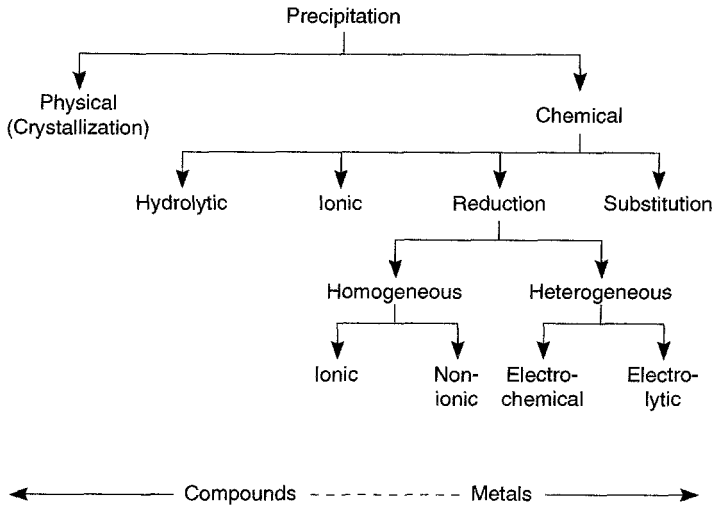 Precipitation
Physical
(Crystallization)
Chemical
Hydrolytic Ionic Reduction Substitution
Homogeneous Heterogeneous
Ionic Non-
ionic Electro-
chemical Electro-
lytic
Compounds Metals